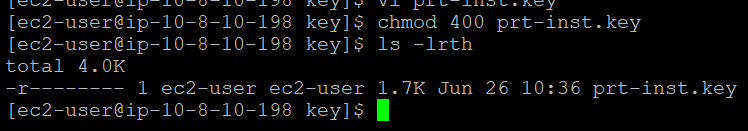 [ec2-user@ip-10-8-10-198 key]$ vi prt-inst.key
[ec2-user@ip-10-8-10-198 key]$ chmod 400 prt-inst.key
[ec2-user@ip-10-8-10-198 key]$ ls -lrth
total 4.0K
-r-------- 1 ec2-user ec2-user 1.7K Jun 26 10:36 prt-inst.key
[ec2-user@ip-10-8-10-198 key]$